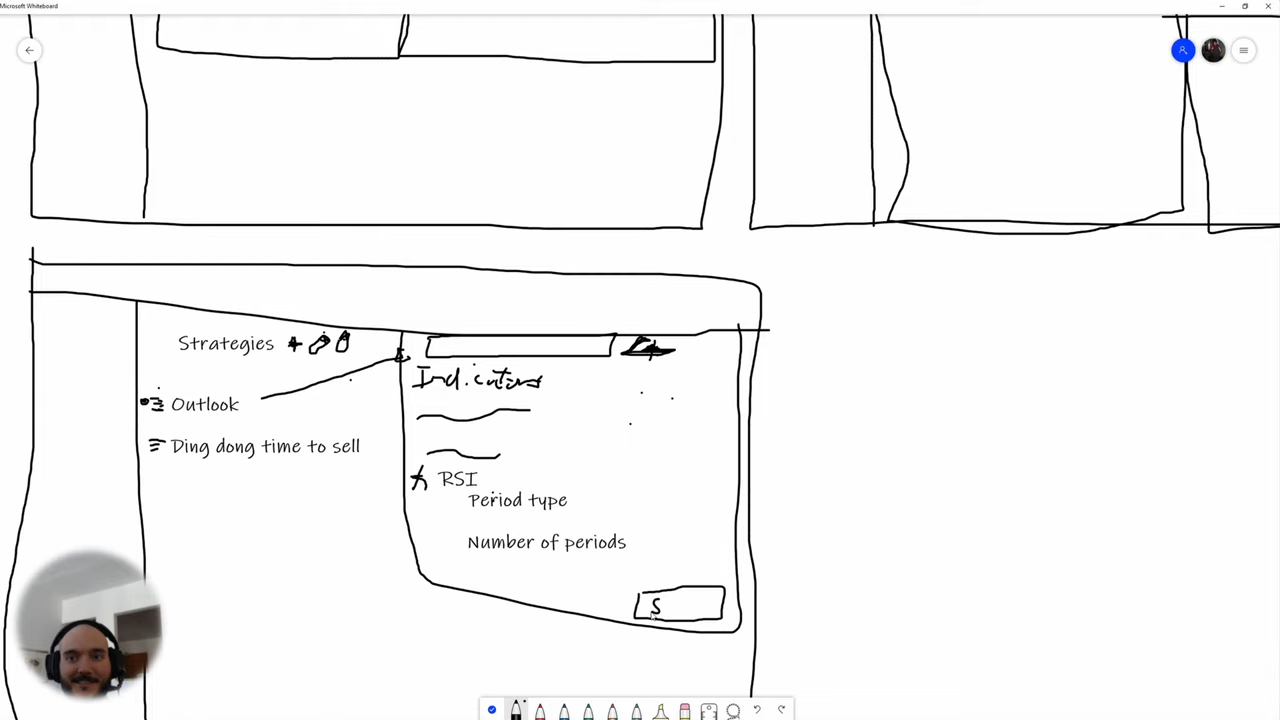 Microsoft Whiteboard
Strategies +
Indicators
Outlook
Ding dong time to sell
RSI
Period type
Number of periods
S